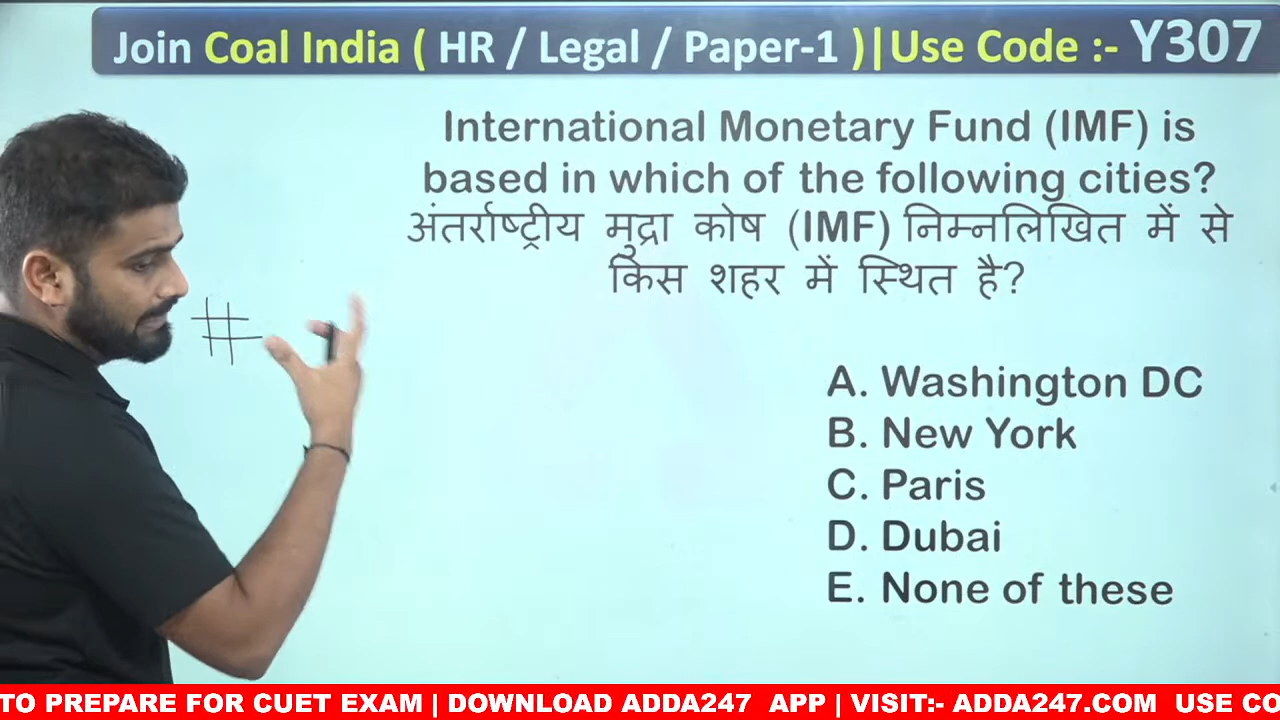 Join Coal India ( HR / Legal / Paper-1 )|Use Code :- Y307
International Monetary Fund (IMF) is
based in which of the following cities?
अंतर्राष्ट्रीय मुद्रा कोष (IMF) निम्नलिखित में से
किस शहर में स्थित है?
#
A. Washington DC
B. New York
C. Paris
D. Dubai
E. None of these
TO PREPARE FOR CUET EXAM | DOWNLOAD ADDA247 APP | VISIT:- ADDA247.COM USE CO